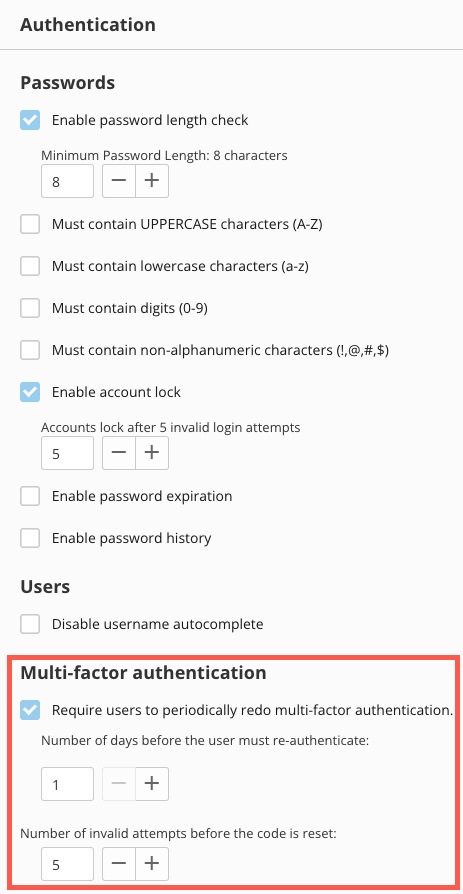 Authentication
Passwords
Enable password length check
Minimum Password Length: 8 characters
8
Must contain UPPERCASE characters (A-Z)
Must contain lowercase characters (a-z)
Must contain digits (0-9)
Must contain non-alphanumeric characters (!,@,#,$)
Enable account lock
Accounts lock after 5 invalid login attempts
5
Enable password expiration
Enable password history
Users
Disable username autocomplete
Multi-factor authentication
Require users to periodically redo multi-factor authentication.
Number of days before the user must re-authenticate:
1
Number of invalid attempts before the code is reset:
5